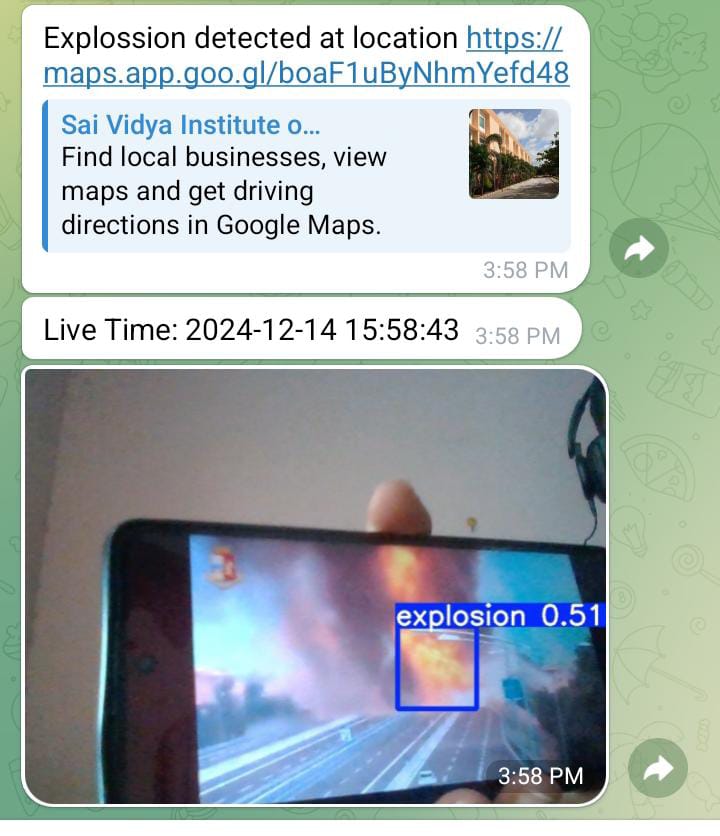 Explossion detected at location https://
maps.app.goo.gl/boaF1uByNhmYefd48
Sai Vidya Institute o...
Find local businesses, view
maps and get driving
directions in Google Maps.
3:58 PM
Live Time: 2024-12-14 15:58:43 3:58 PM
explosion 0.51
3:58 PM